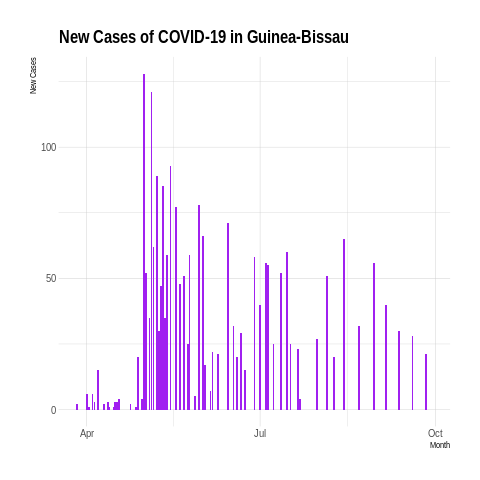 New Cases of COVID-19 in Guinea-Bissau
New Cases
100
50
0
Apr
Jul
Oct
Month